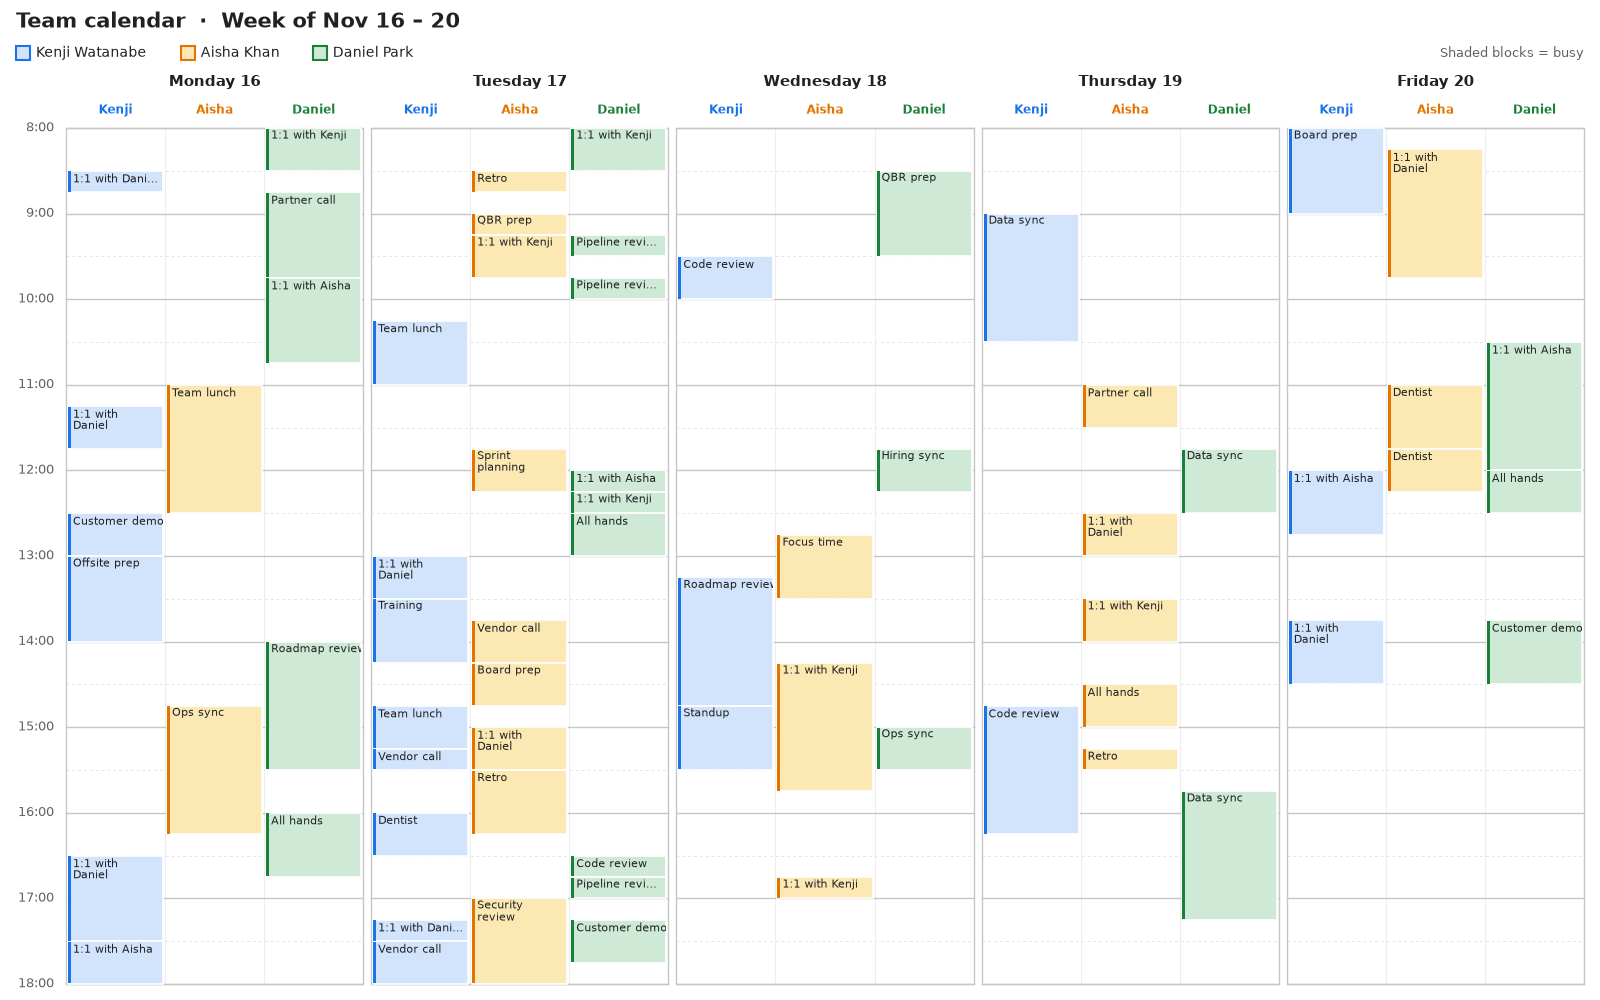 Team calendar · Week of Nov 16 – 20
Kenji Watanabe
Aisha Khan
Daniel Park
Shaded blocks = busy
Monday 16
Tuesday 17
Wednesday 18
Thursday 19
Friday 20
Kenji
Aisha
Daniel
Kenji
Aisha
Daniel
Kenji
Aisha
Daniel
Kenji
Aisha
Daniel
Kenji
Aisha
Daniel
8:00
9:00
10:00
11:00
12:00
13:00
14:00
15:00
16:00
17:00
18:00
1:1 with Dani...
1:1 with
Daniel
Customer demo
Offsite prep
1:1 with
Daniel
1:1 with Aisha
Team lunch
Ops sync
1:1 with Kenji
Partner call
1:1 with Aisha
Roadmap review
All hands
Team lunch
1:1 with
Daniel
Training
Team lunch
Vendor call
Dentist
1:1 with Dani...
Vendor call
Retro
QBR prep
1:1 with Kenji
Sprint
planning
Vendor call
Board prep
1:1 with
Daniel
Retro
Security
review
1:1 with Kenji
Pipeline revi...
Pipeline revi...
1:1 with Aisha
1:1 with Kenji
All hands
Code review
Pipeline revi...
Customer demo
Code review
Roadmap review
Standup
Focus time
1:1 with Kenji
1:1 with Kenji
QBR prep
Hiring sync
Ops sync
Data sync
Code review
Partner call
1:1 with
Daniel
1:1 with Kenji
All hands
Retro
Data sync
Data sync
Board prep
1:1 with Aisha
1:1 with
Daniel
1:1 with
Daniel
Dentist
Dentist
1:1 with Aisha
All hands
Customer demo